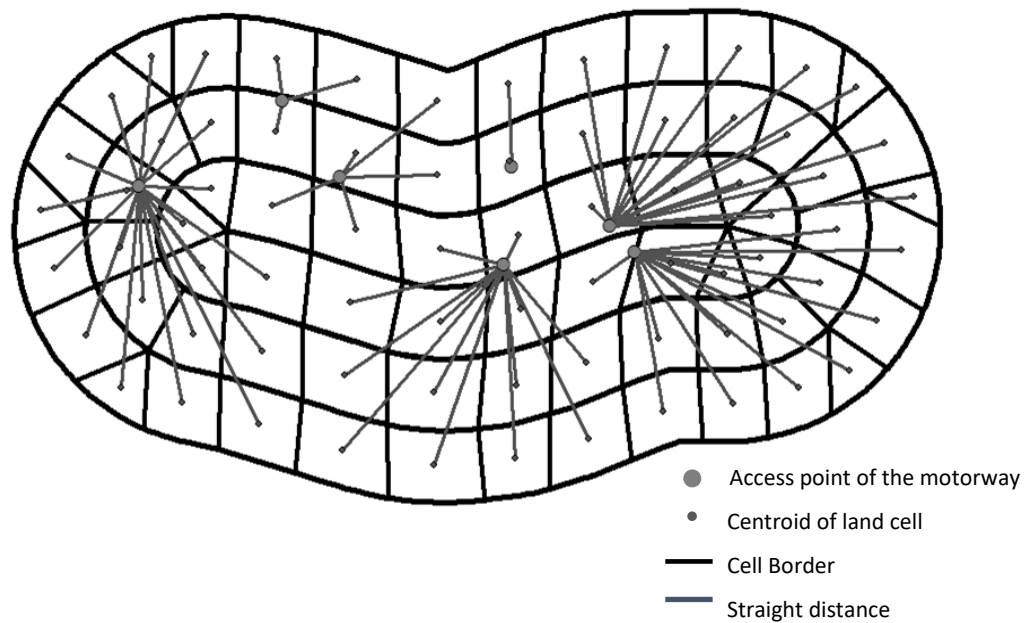 Access point of the motorway
Centroid of land cell
Cell Border
Straight distance